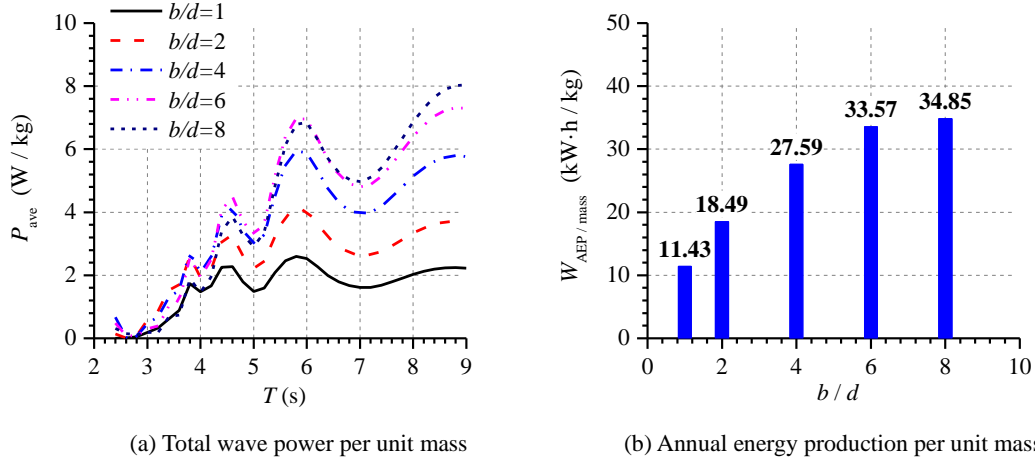 b/d=1
b/d=2
b/d=4
b/d=6
b/d=8
10
8
6
4
2
0
P_ave (W / kg)
2 3 4 5 6 7 8 9
T (s)
(a) Total wave power per unit mass
50
40
30
20
10
0
W_AEP / mass (kW·h / kg)
11.43
18.49
27.59
33.57
34.85
0 2 4 6 8 10
b / d
(b) Annual energy production per unit mass